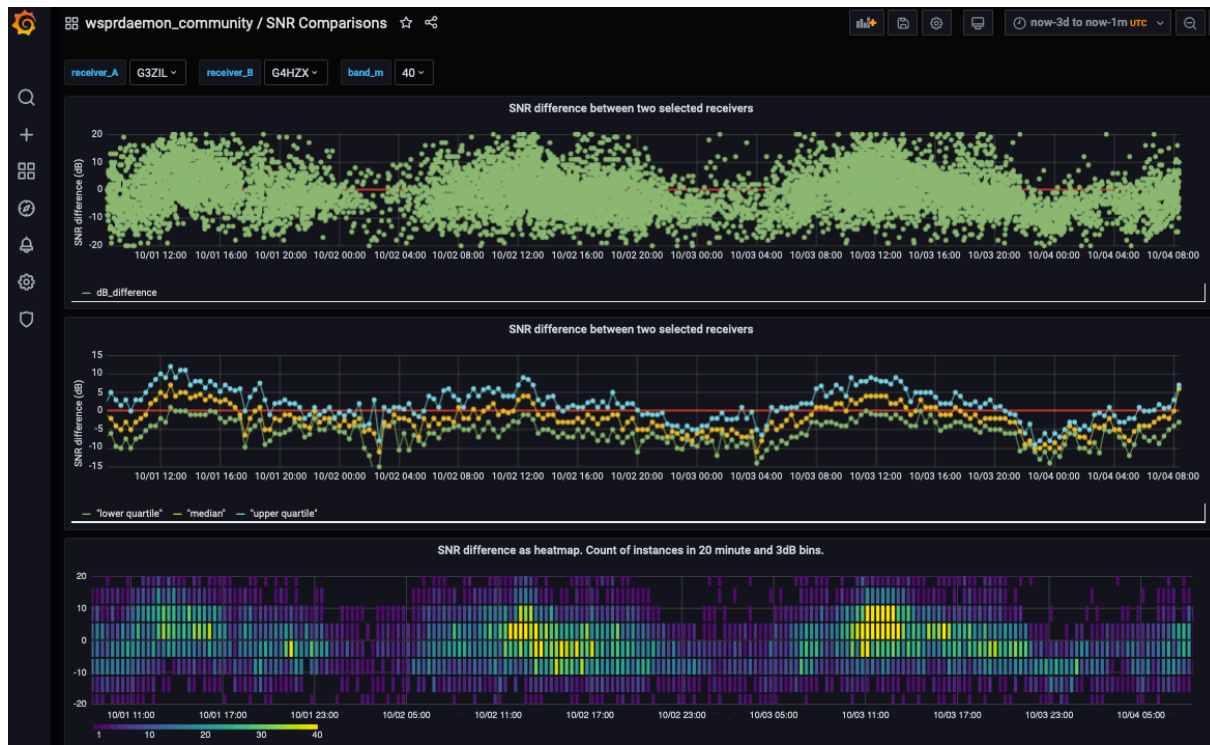 wsprdaemon_community / SNR Comparisons
now-3d to now-1m UTC
receiver_A G3ZIL receiver_B G4HZX band_m 40
SNR difference between two selected receivers
SNR difference (dB)
20
10
0
-10
-20
10/01 12:00 10/01 16:00 10/01 20:00 10/02 00:00 10/02 04:00 10/02 08:00 10/02 12:00 10/02 16:00 10/02 20:00 10/03 00:00 10/03 04:00 10/03 08:00 10/03 12:00 10/03 16:00 10/03 20:00 10/04 00:00 10/04 04:00 10/04 08:00
dB_difference
SNR difference between two selected receivers
SNR difference (dB)
15
10
5
0
-5
-10
-15
10/01 12:00 10/01 16:00 10/01 20:00 10/02 00:00 10/02 04:00 10/02 08:00 10/02 12:00 10/02 16:00 10/02 20:00 10/03 00:00 10/03 04:00 10/03 08:00 10/03 12:00 10/03 16:00 10/03 20:00 10/04 00:00 10/04 04:00 10/04 08:00
"lower quartile" "median" "upper quartile"
SNR difference as heatmap. Count of instances in 20 minute and 3dB bins.
20
10
0
-10
-20
10/01 11:00 10/01 17:00 10/01 23:00 10/02 05:00 10/02 11:00 10/02 17:00 10/02 23:00 10/03 05:00 10/03 11:00 10/03 17:00 10/03 23:00 10/04 05:00
1 10 20 30 40